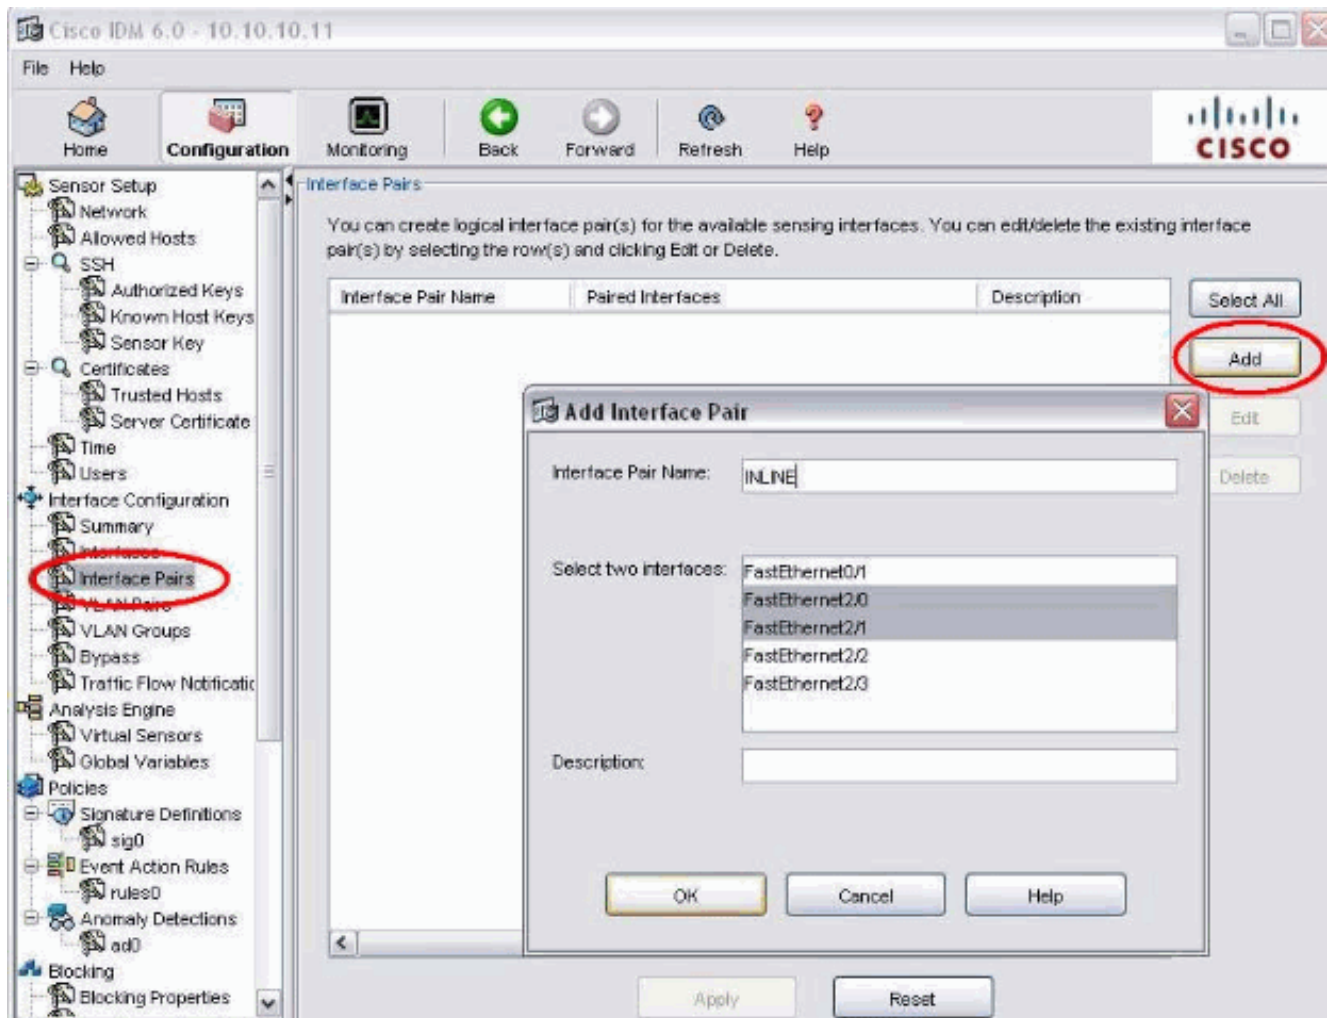 Cisco IDM 6.0 - 10.10.10.11
File Help
Home Configuration Monitoring Back Forward Refresh Help
CISCO
Sensor Setup
Network
Allowed Hosts
SSH
Authorized Keys
Known Host Keys
Sensor Key
Certificates
Trusted Hosts
Server Certificate
Time
Users
Interface Configuration
Summary
Interfaces
Interface Pairs
VLAN Pairs
VLAN Groups
Bypass
Traffic Flow Notificatic
Analysis Engine
Virtual Sensors
Global Variables
Policies
Signature Definitions
sig0
Event Action Rules
rules0
Anomaly Detections
ad0
Blocking
Blocking Properties
Interface Pairs
You can create logical interface pair(s) for the available sensing interfaces. You can edit/delete the existing interface
pair(s) by selecting the row(s) and clicking Edit or Delete.
Interface Pair Name Paired Interfaces Description
Select All
Add
Edit
Delete
Add Interface Pair
Interface Pair Name: INLINE
Select two interfaces: FastEthernet0/1
FastEthernet2/0
FastEthernet2/1
FastEthernet2/2
FastEthernet2/3
Description:
OK Cancel Help
Apply Reset